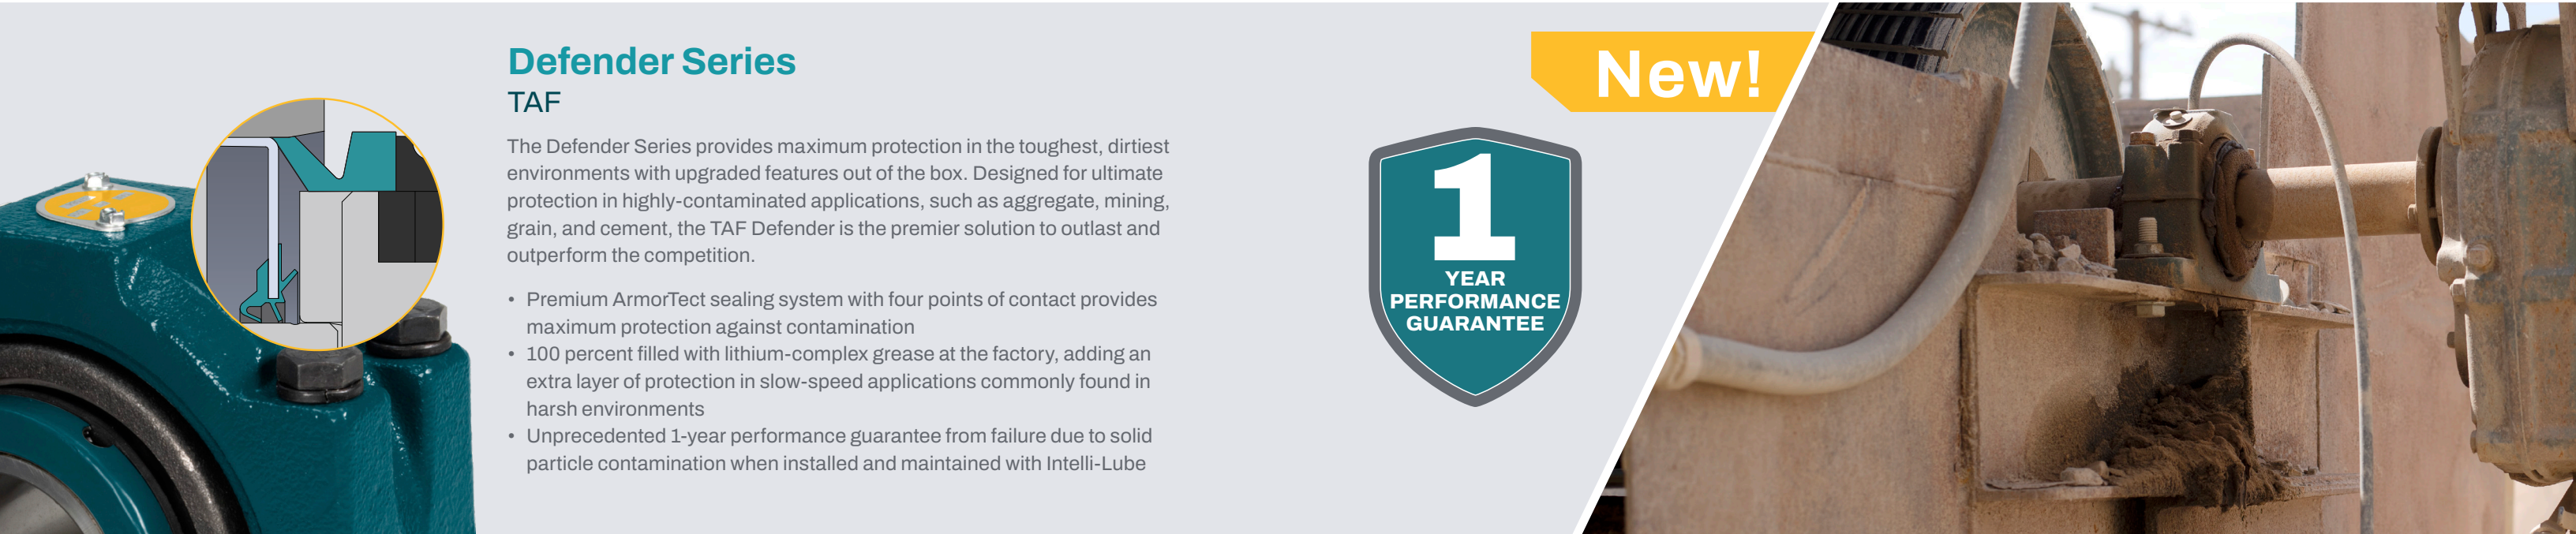 Defender Series
TAF
The Defender Series provides maximum protection in the toughest, dirtiest
environments with upgraded features out of the box. Designed for ultimate
protection in highly-contaminated applications, such as aggregate, mining,
grain, and cement, the TAF Defender is the premier solution to outlast and
outperform the competition.
• Premium ArmorTect sealing system with four points of contact provides
maximum protection against contamination
• 100 percent filled with lithium-complex grease at the factory, adding an
extra layer of protection in slow-speed applications commonly found in
harsh environments
• Unprecedented 1-year performance guarantee from failure due to solid
particle contamination when installed and maintained with Intelli-Lube
New!
1
YEAR
PERFORMANCE
GUARANTEE